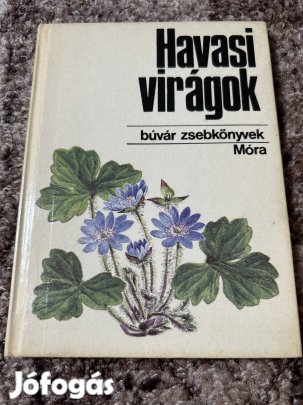 Havasi
virágok
búvár zsebkönyvek
Móra
Jófogás